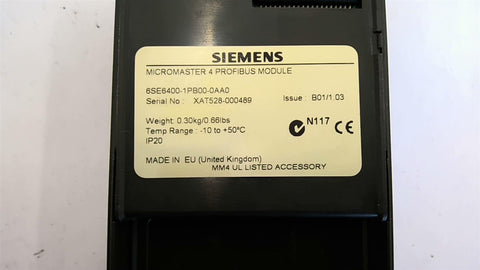 SIEMENS
MICROMASTER 4 PROFIBUS MODULE
6SE6400-1PB00-0AA0
Serial No : XAT528-000489 Issue : B01/1.03
Weight: 0.30kg/0.66lbs
Temp Range : -10 to +50°C N117 CE
IP20
MADE IN EU (United Kingdom)
MM4 UL LISTED ACCESSORY